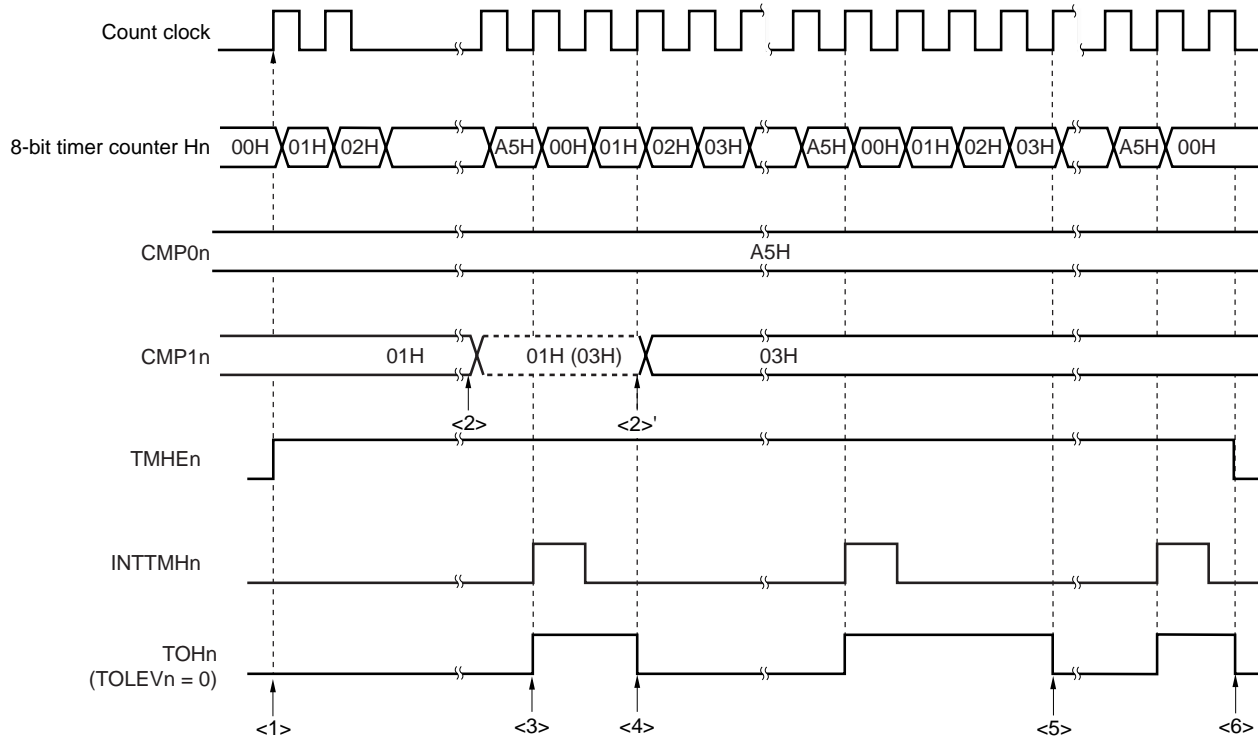 Count clock
8-bit timer counter Hn
00H 01H 02H A5H 00H 01H 02H 03H A5H 00H 01H 02H 03H A5H 00H
CMP0n
A5H
CMP1n
01H 01H (03H) 03H
<2> <2>'
TMHEn
INTTMHn
TOHn
(TOLEVn = 0)
<1> <3> <4> <5> <6>